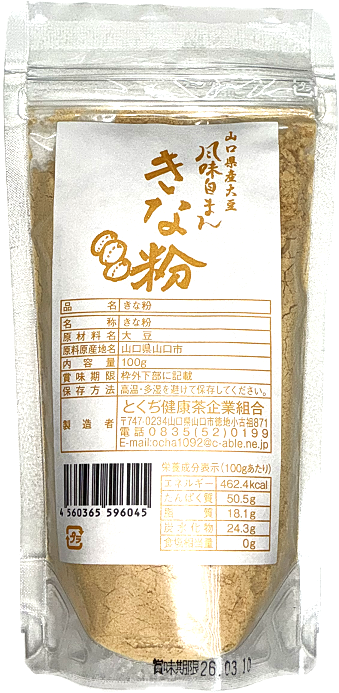 山口県産大豆
風味自まん
きな粉
品名 きな粉
名称 きな粉
原材料名 大豆
原料原産地名 山口県山口市
内容量 100g
賞味期限 枠外下部に記載
保存方法 高温・多湿を避けて保存してください。
製造者 とくぢ健康茶企業組合
〒747-0234山口県山口市徳地小古祖871
電話0835(52)0199
E-mail:ocha1092@c-able.ne.jp
栄養成分表示(100gあたり)
エネルギー 462.4kcal
たんぱく質 50.5g
脂質 18.1g
炭水化物 24.3g
食塩相当量 0g
4 560365 596045
プラ
賞味期限26.03.10